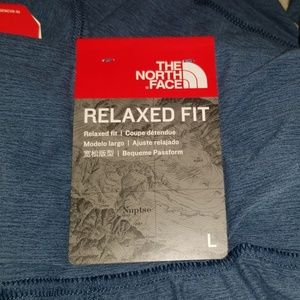 THE
NORTH
FACE
RELAXED FIT
Relaxed fit | Coupe détendue
Modelo largo | Ajuste relajado
宽松版型 | Bequeme Passform
Nuptse
L